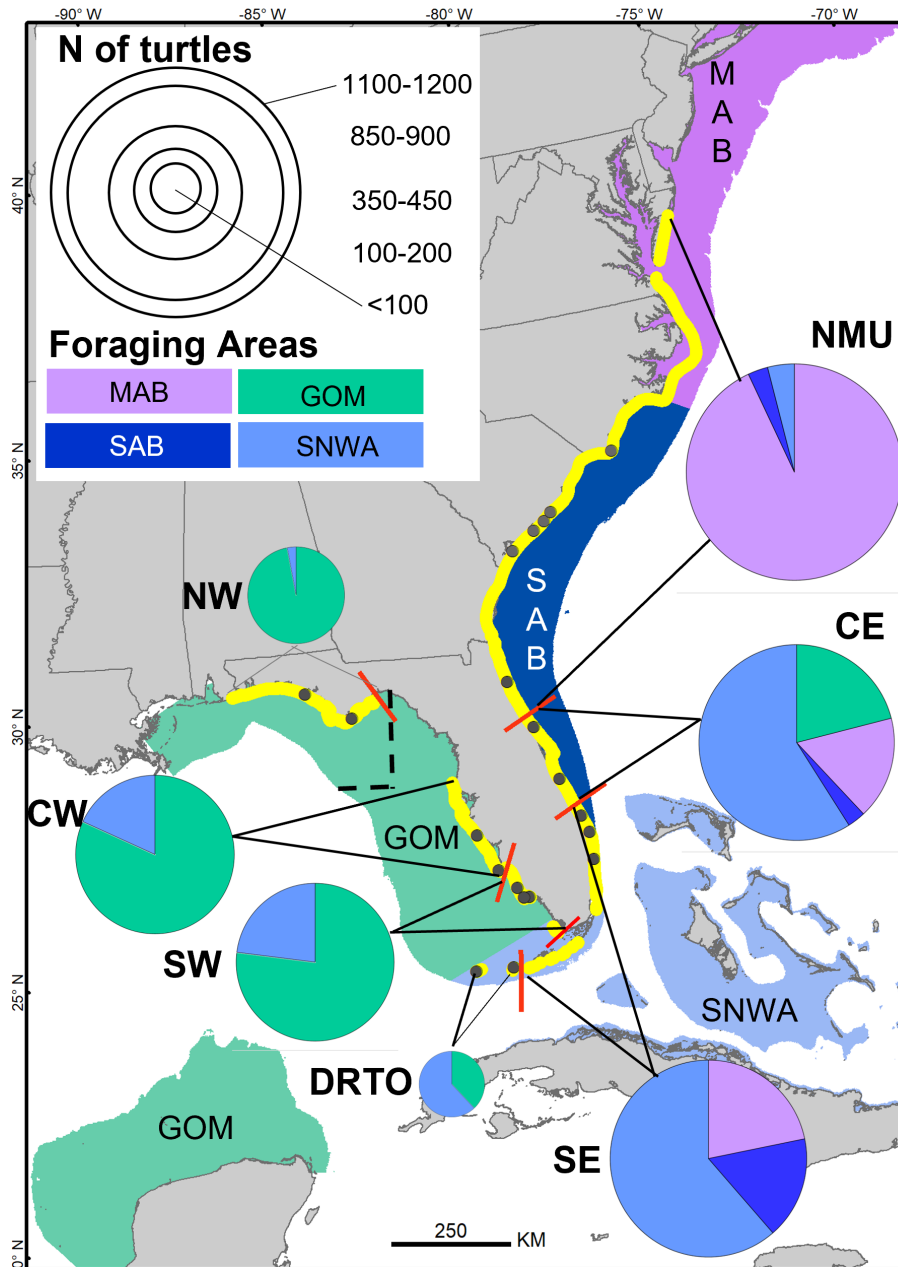 -90° W -85° W -80° W -75° W -70° W
N of turtles
1100-1200
850-900
350-450
100-200
<100
Foraging Areas
MAB GOM
SAB SNWA
M
A
B
40° N
NMU
35° N
S
A
B
NW
CE
30° N
CW
GOM
SW
25° N
SNWA
DRTO
GOM
SE
250
KM